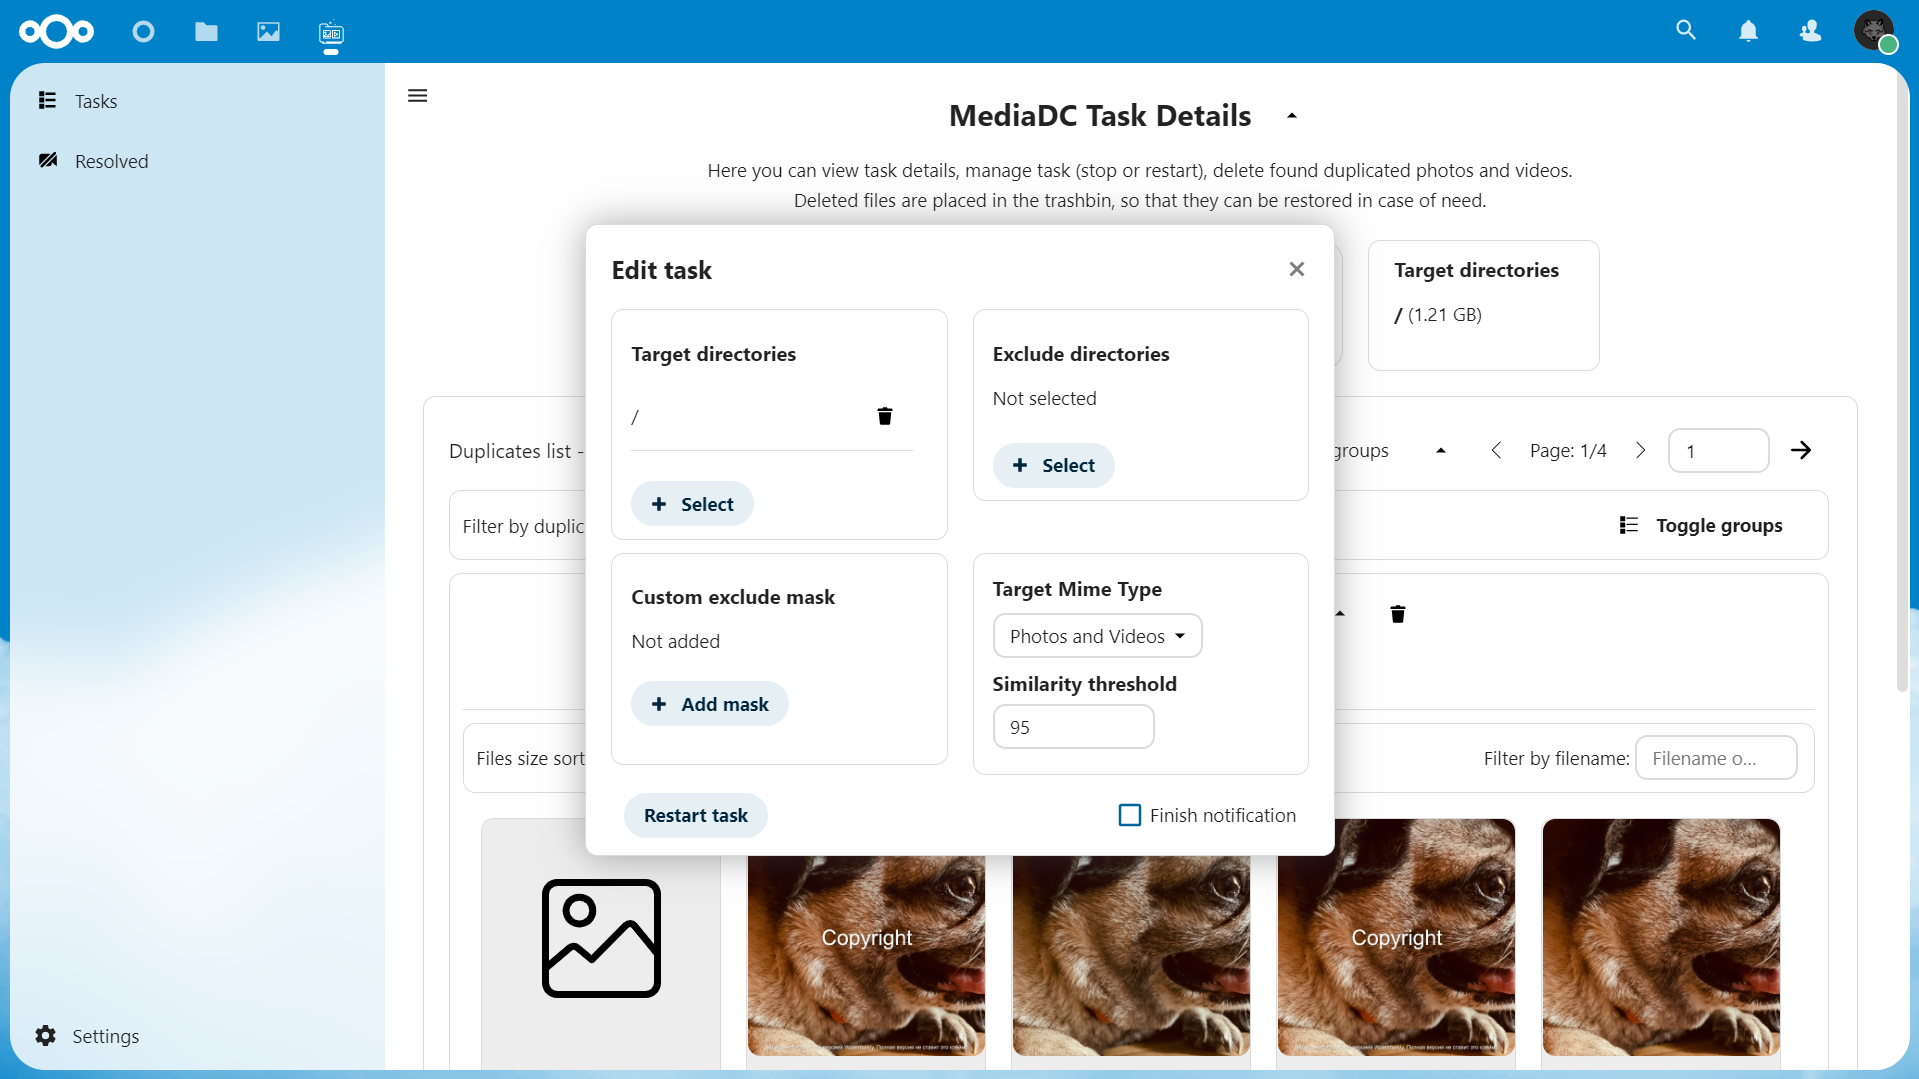 Tasks
Resolved
MediaDC Task Details
Here you can view task details, manage task (stop or restart), delete found duplicated photos and videos.
Deleted files are placed in the trashbin, so that they can be restored in case of need.
Edit task
Target directories
/
Select
Exclude directories
Not selected
Select
Custom exclude mask
Not added
Add mask
Target Mime Type
Photos and Videos
Similarity threshold
95
Restart task
Finish notification
Target directories
/ (1.21 GB)
Duplicates list -
groups
Page: 1/4
1
Filter by duplic
Toggle groups
Files size sort
Filter by filename:
Filename o...
Copyright
Copyright
Settings